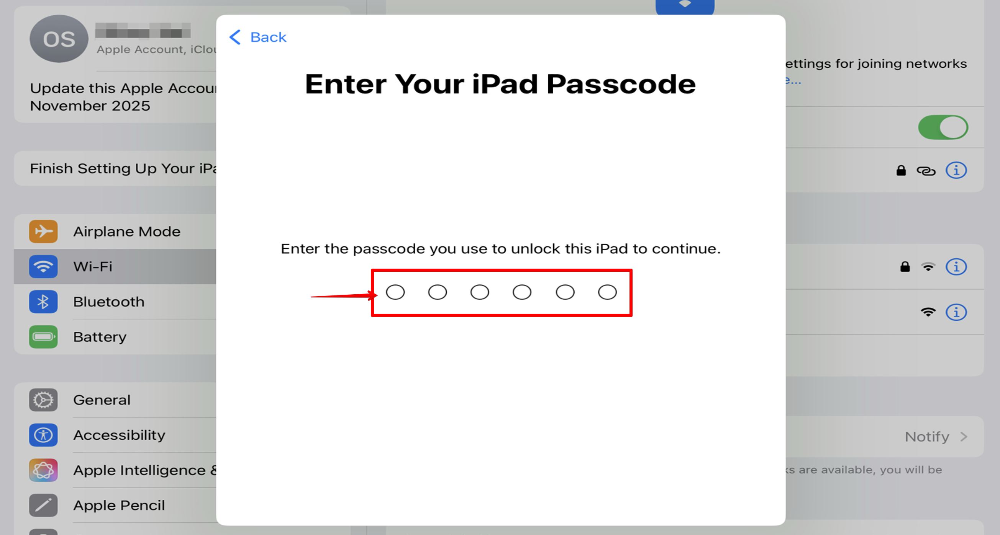 OS
Apple Account, iClou
Update this Apple Accou
November 2025
Finish Setting Up Your iPa
Airplane Mode
Wi-Fi
Bluetooth
Battery
General
Accessibility
Apple Intelligence &
Apple Pencil
Back
Enter Your iPad Passcode
Enter the passcode you use to unlock this iPad to continue.
ettings for joining networks
e...
Notify
ks are available, you will be